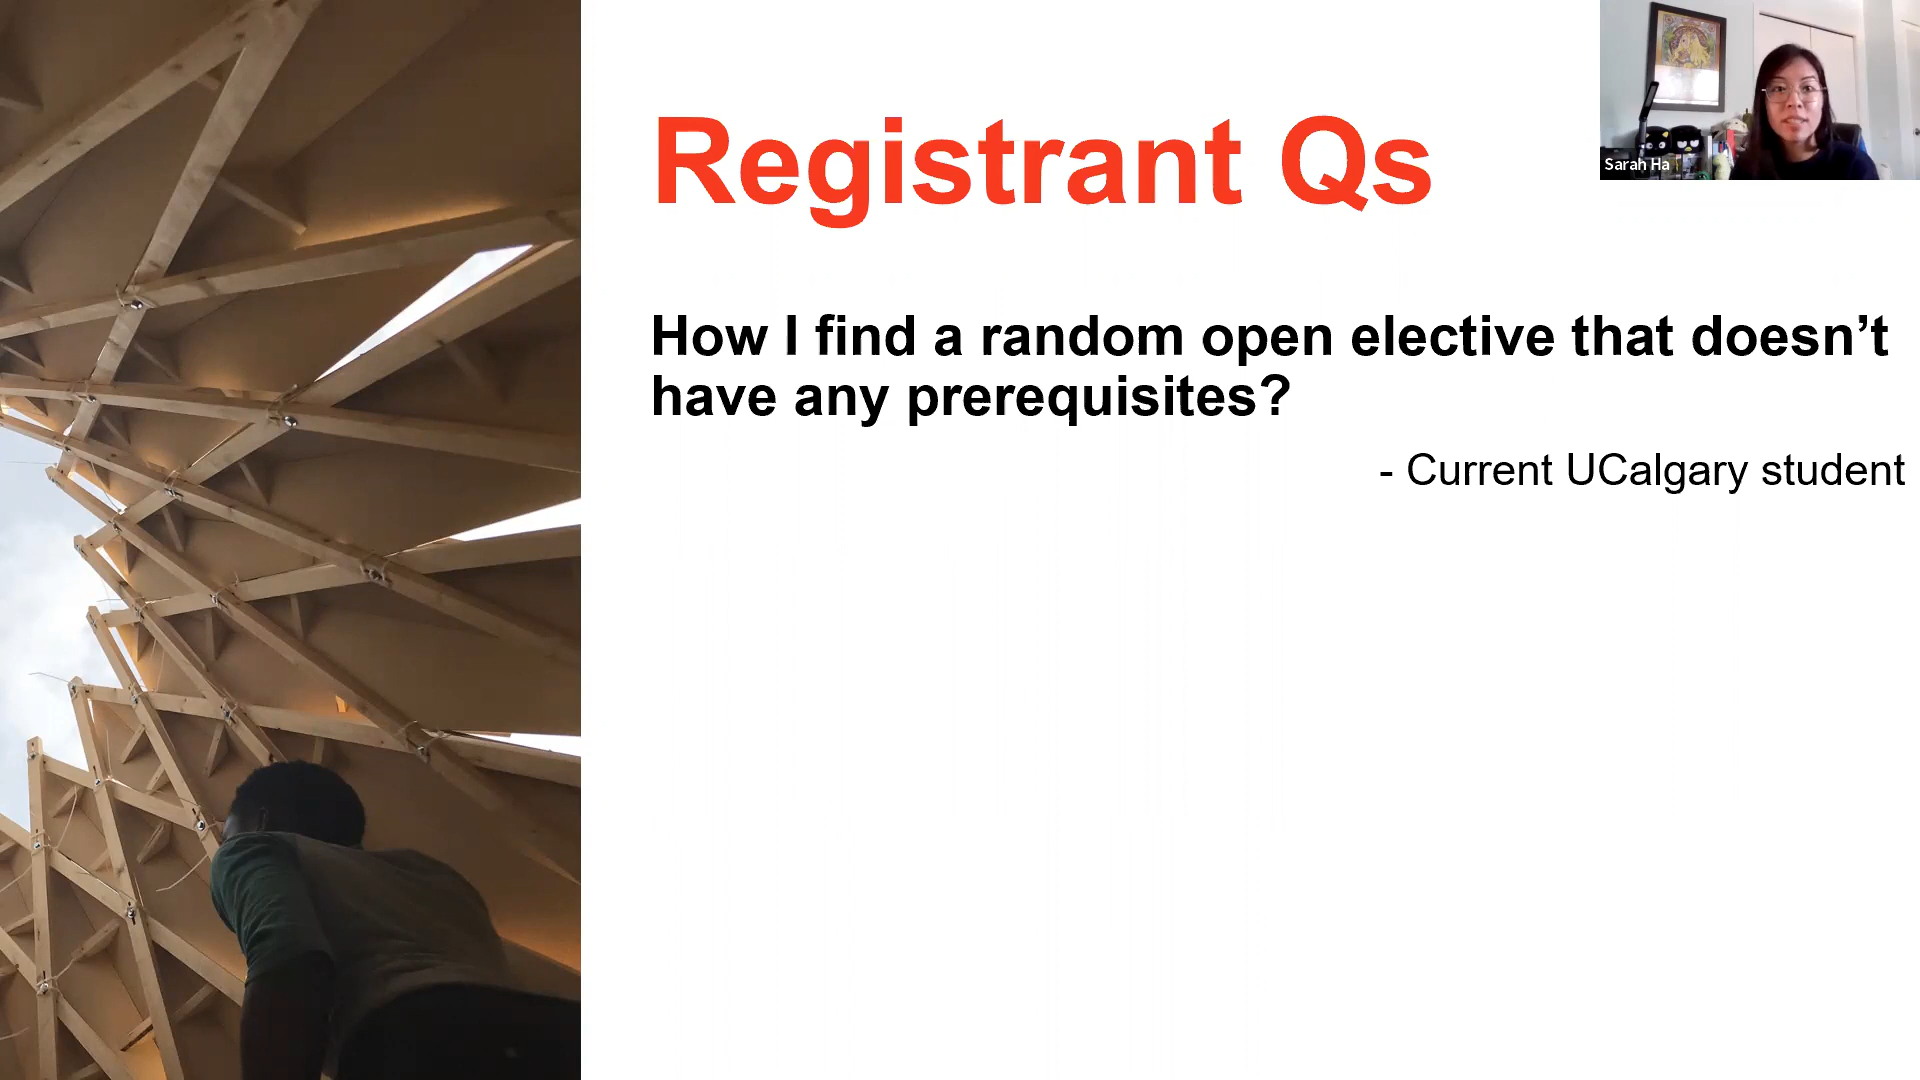 Registrant Qs
Sarah Ha
How I find a random open elective that doesn’t
have any prerequisites?
- Current UCalgary student